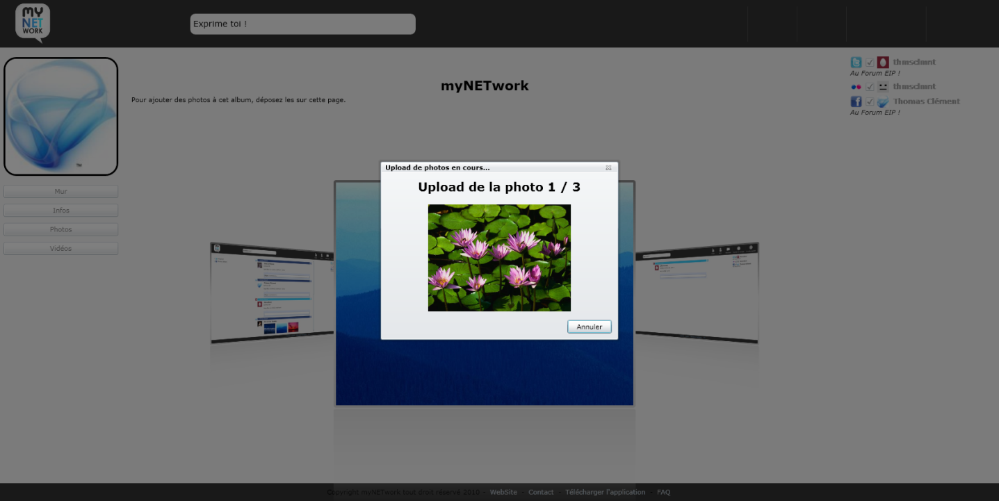 MY
NET
WORK
Exprime toi !
thmsclmnt
Au Forum EIP !
thmsclmnt
Thomas Clément
Au Forum EIP !
myNETwork
Pour ajouter des photos à cet album, déposez les sur cette page.
TM
Mur
Infos
Photos
Vidéos
Upload de photos en cours...
Upload de la photo 1 / 3
Annuler
Copyright myNETwork tout droit réservé 2010 - WebSite - Contact - Télécharger l'application - FAQ